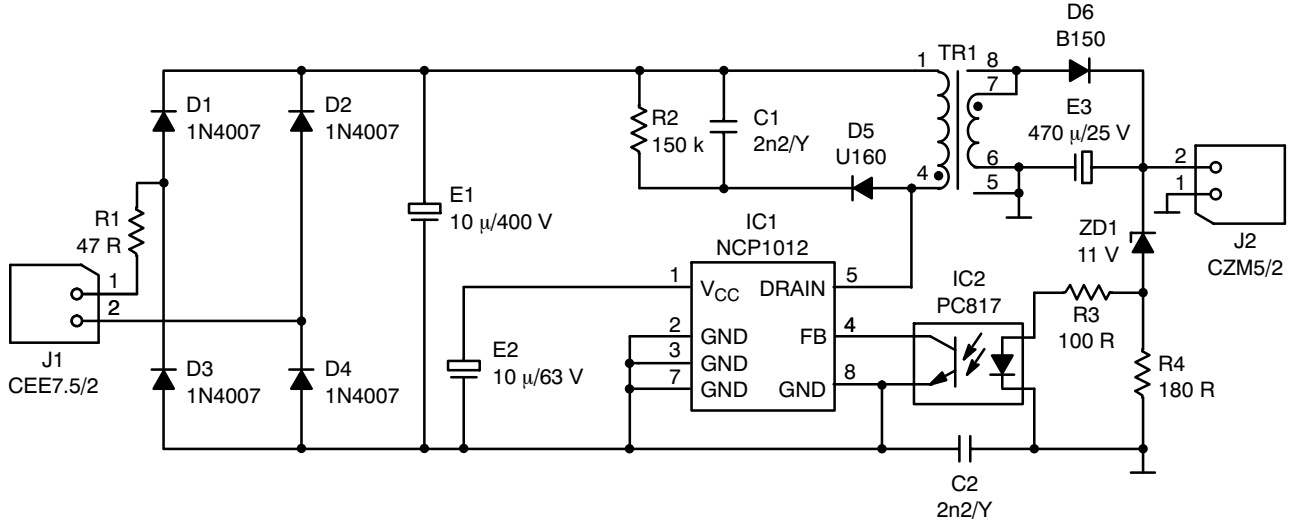 D1
1N4007
D2
1N4007
R1
47 R
1
2
J1
CEE7.5/2
D3
1N4007
D4
1N4007
E1
10 μ/400 V
E2
10 μ/63 V
R2
150 k
C1
2n2/Y
D5
U160
1
4
TR1
8
7
6
5
D6
B150
E3
470 μ/25 V
2
1
J2
CZM5/2
ZD1
11 V
IC1
NCP1012
1
VCC
DRAIN
5
2
GND
FB
4
3
GND
7
GND
GND
8
IC2
PC817
R3
100 R
R4
180 R
C2
2n2/Y